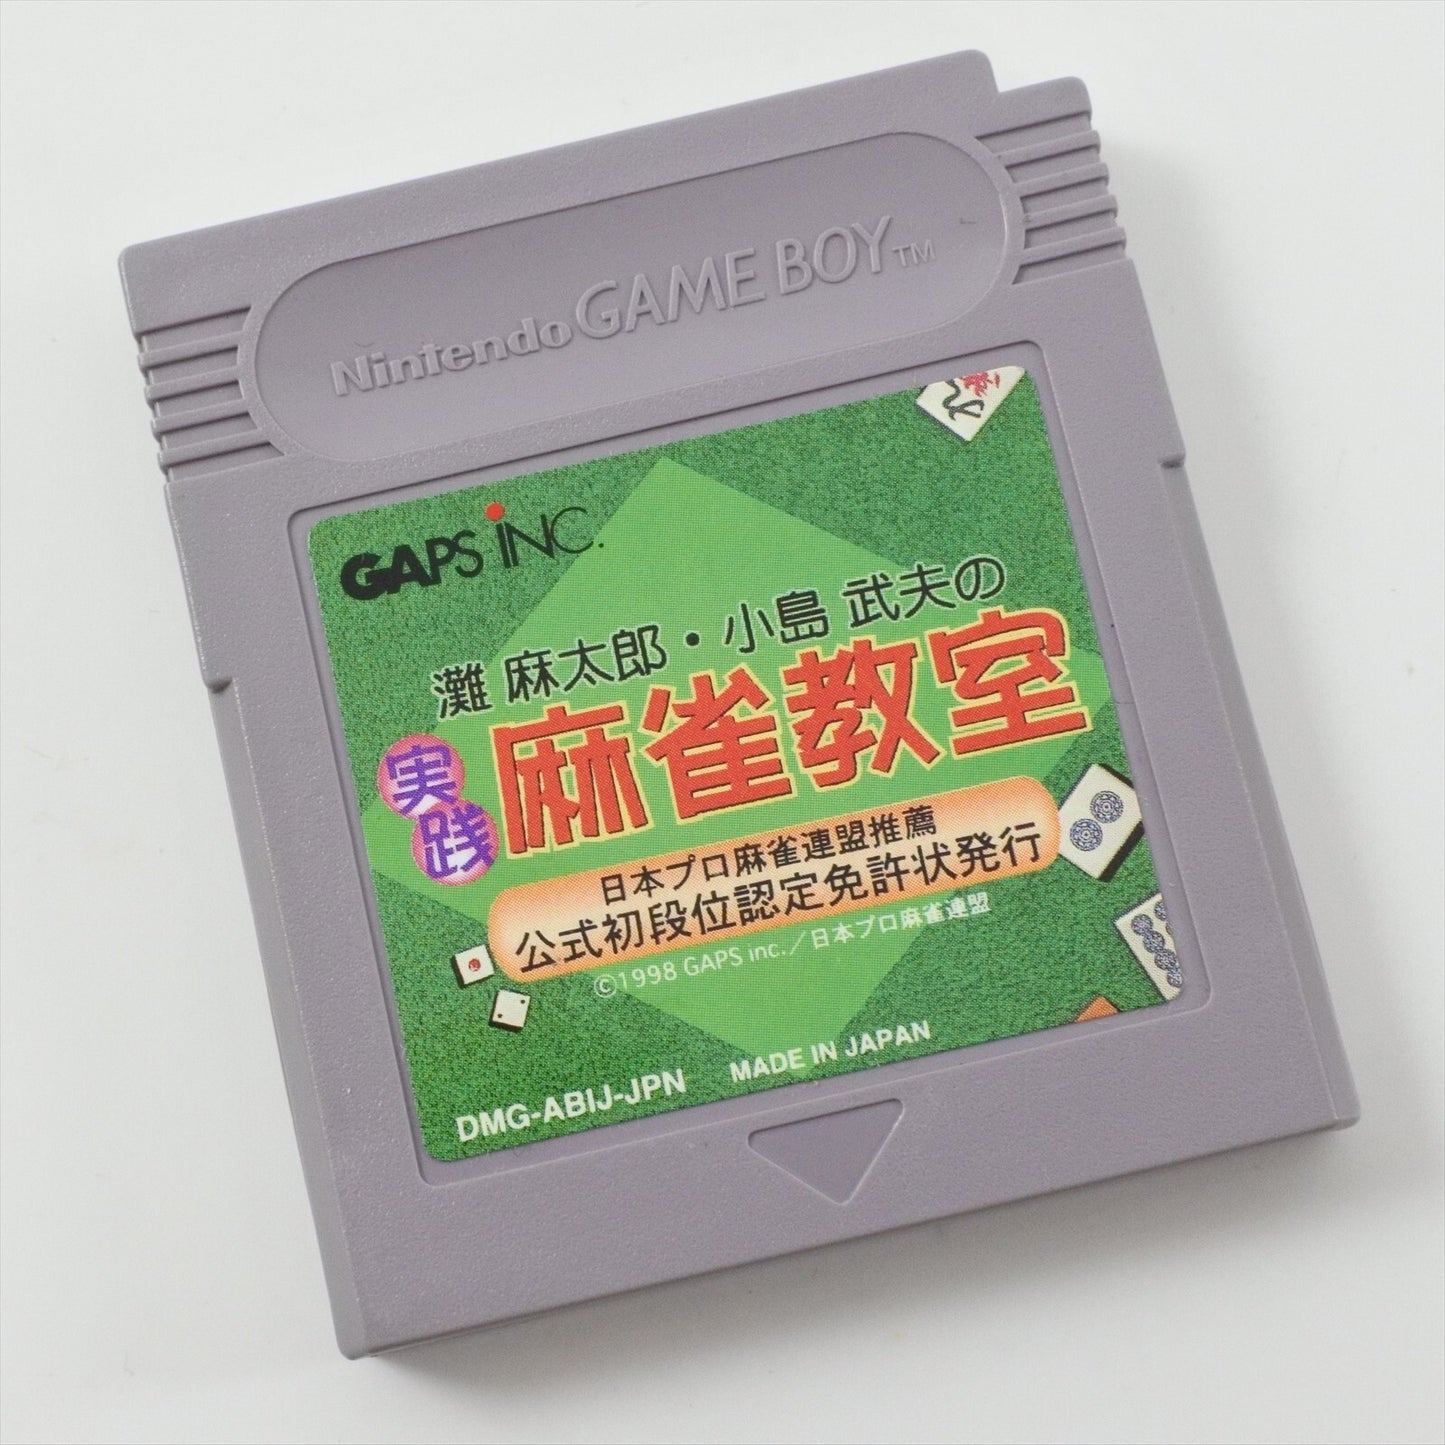 Nintendo GAME BOY™
GAPS INC.
灘 麻太郎・小島 武夫の
実践
麻雀教室
日本プロ麻雀連盟推薦
公式初段位認定免許状発行
©1998 GAPS inc.／日本プロ麻雀連盟
DMG-ABIJ-JPN MADE IN JAPAN